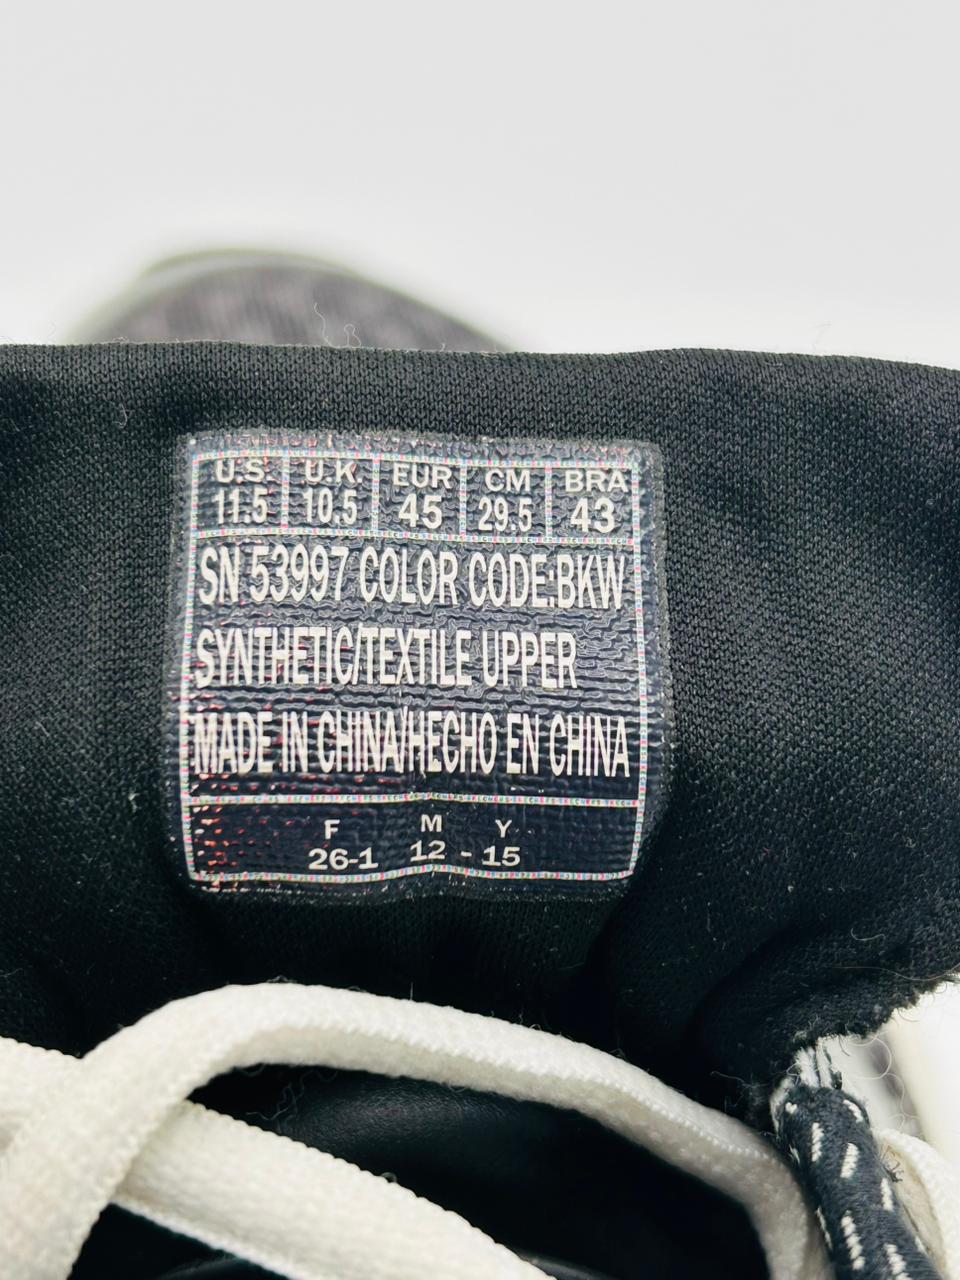 U.S. U.K. EUR CM BRA
11.5 10.5 45 29.5 43
SN 53997 COLOR CODE:BKW
SYNTHETIC/TEXTILE UPPER
MADE IN CHINA/HECHO EN CHINA
F M Y
26-1 12 - 15